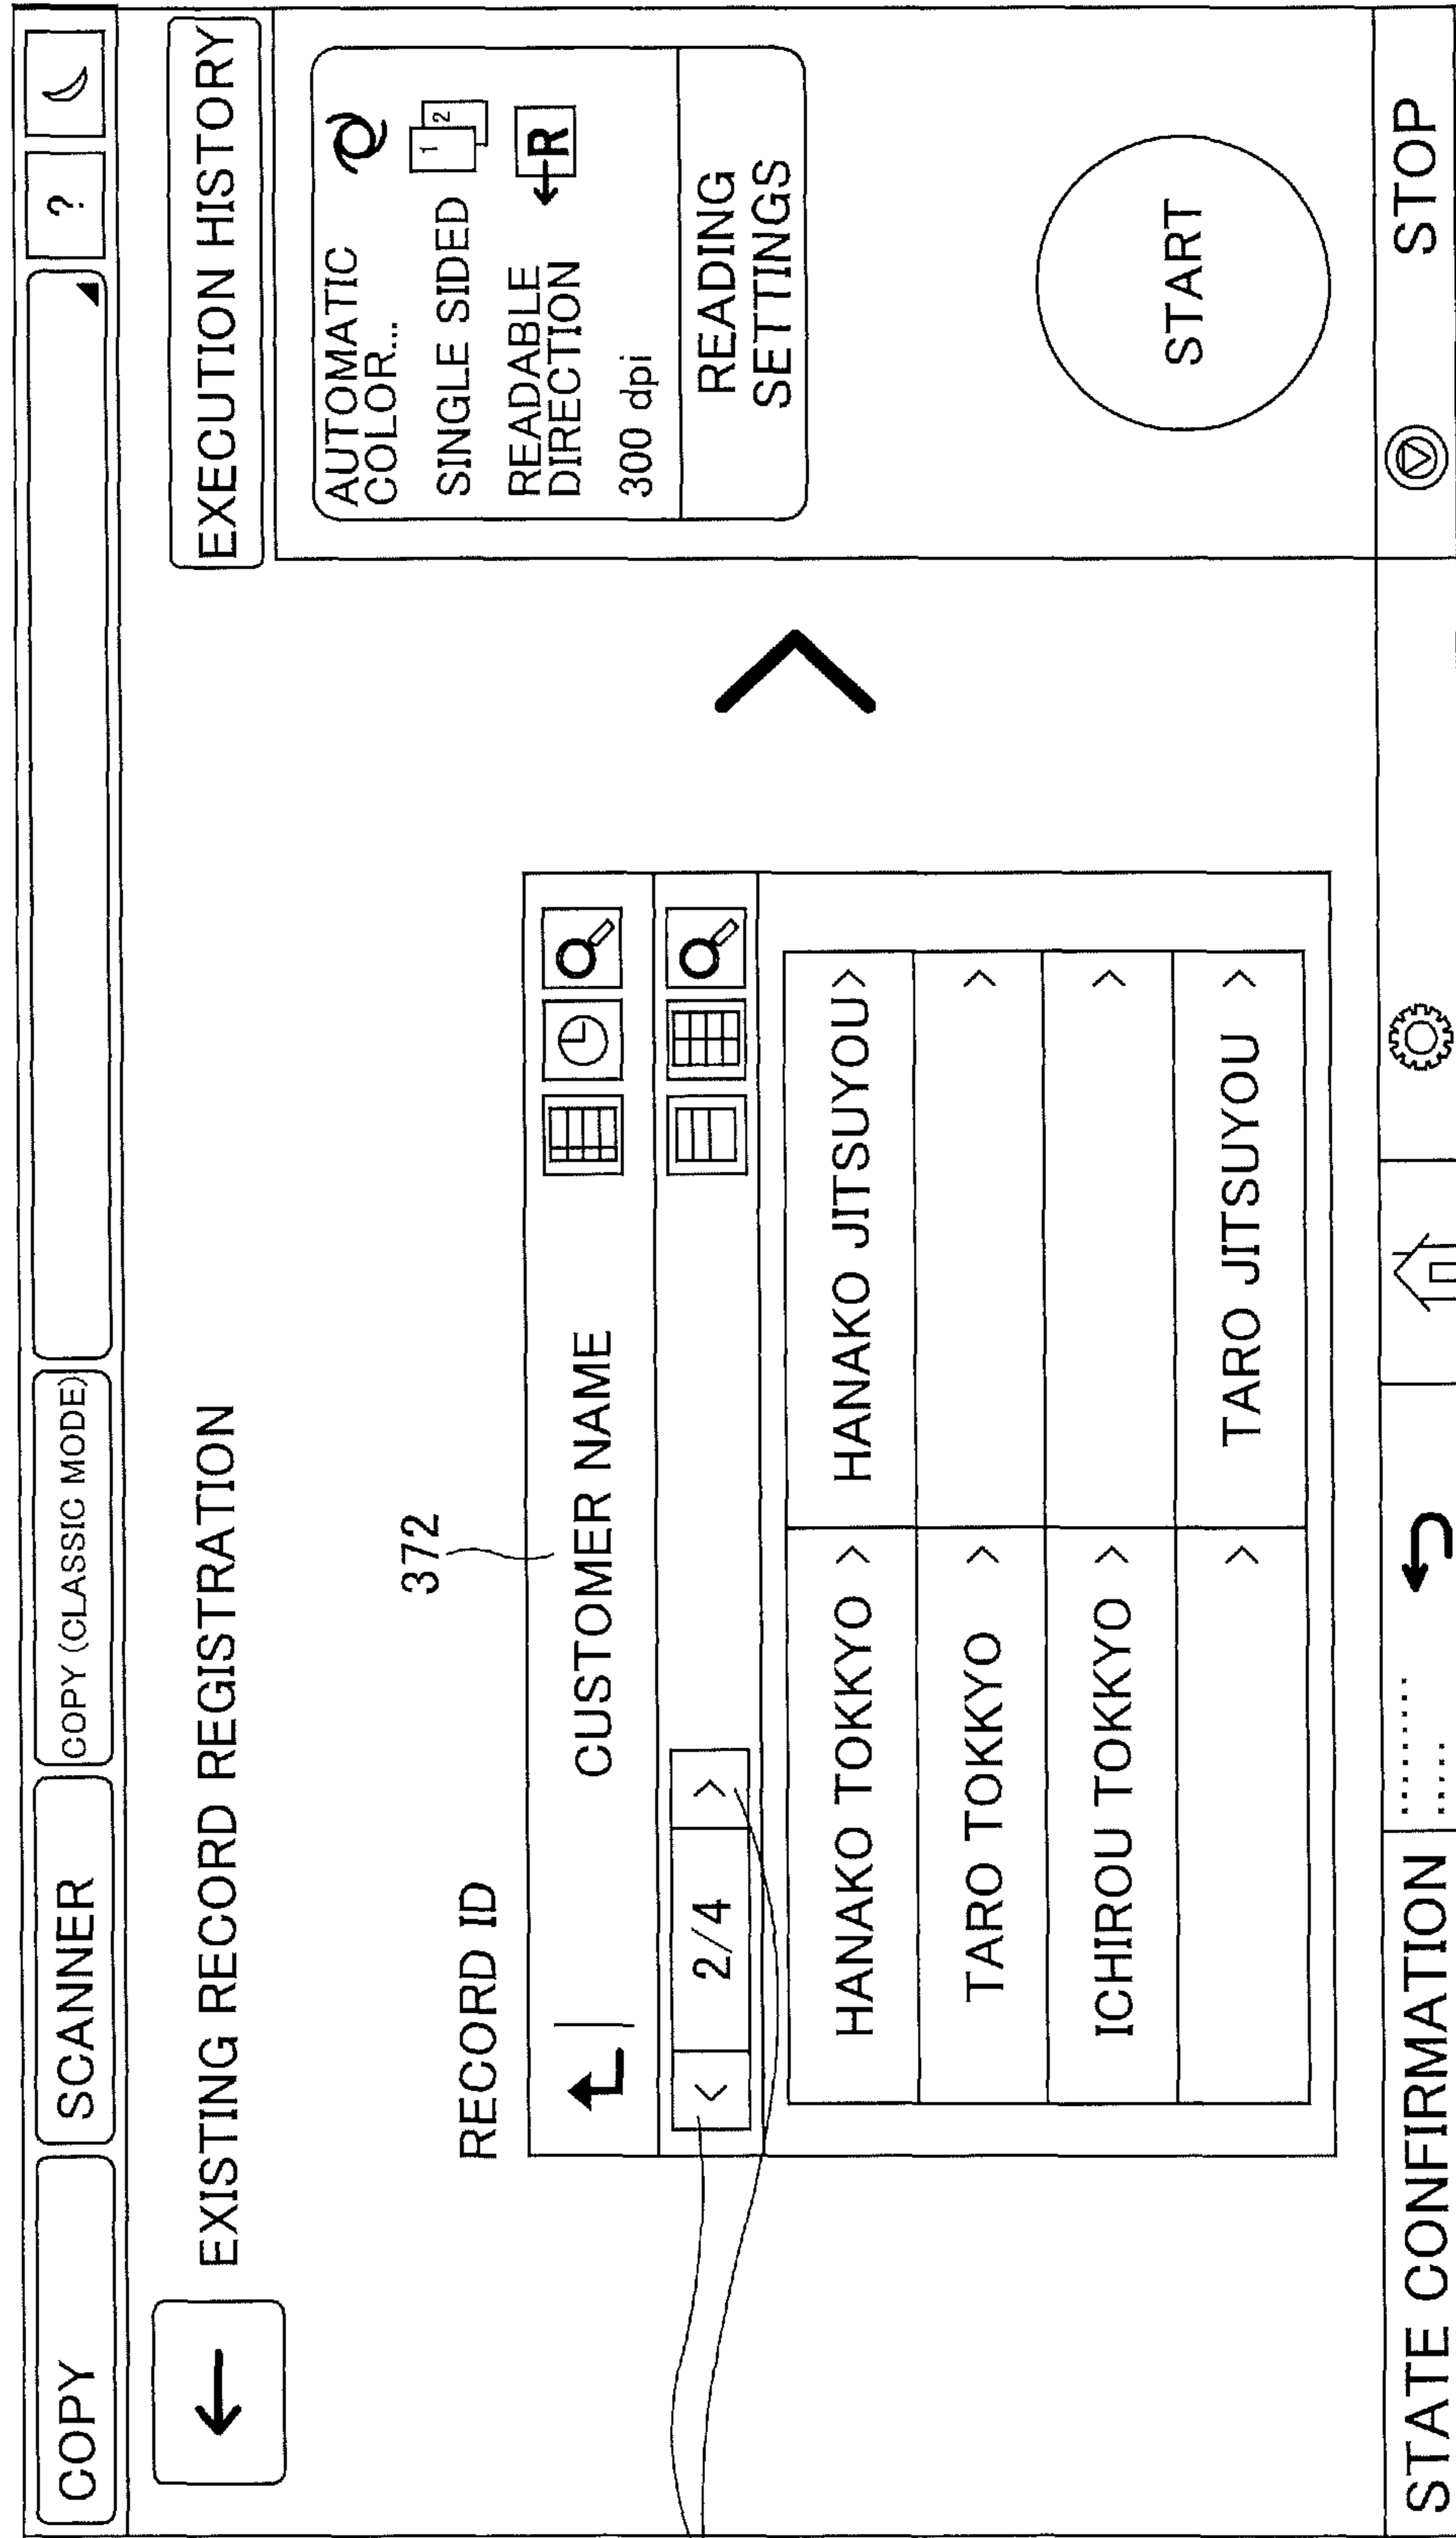 COPY
SCANNER
COPY (CLASSIC MODE)
?
EXISTING RECORD REGISTRATION
EXECUTION HISTORY
AUTOMATIC
COLOR...
SINGLE SIDED
1 2
READABLE
DIRECTION
R
300 dpi
READING
SETTINGS
START
372
RECORD ID
CUSTOMER NAME
< 2/4 >
HANAKO TOKKYO > HANAKO JITSUYOU >
TARO TOKKYO > >
ICHIROU TOKKYO > >
> TARO JITSUYOU >
STATE CONFIRMATION
STOP